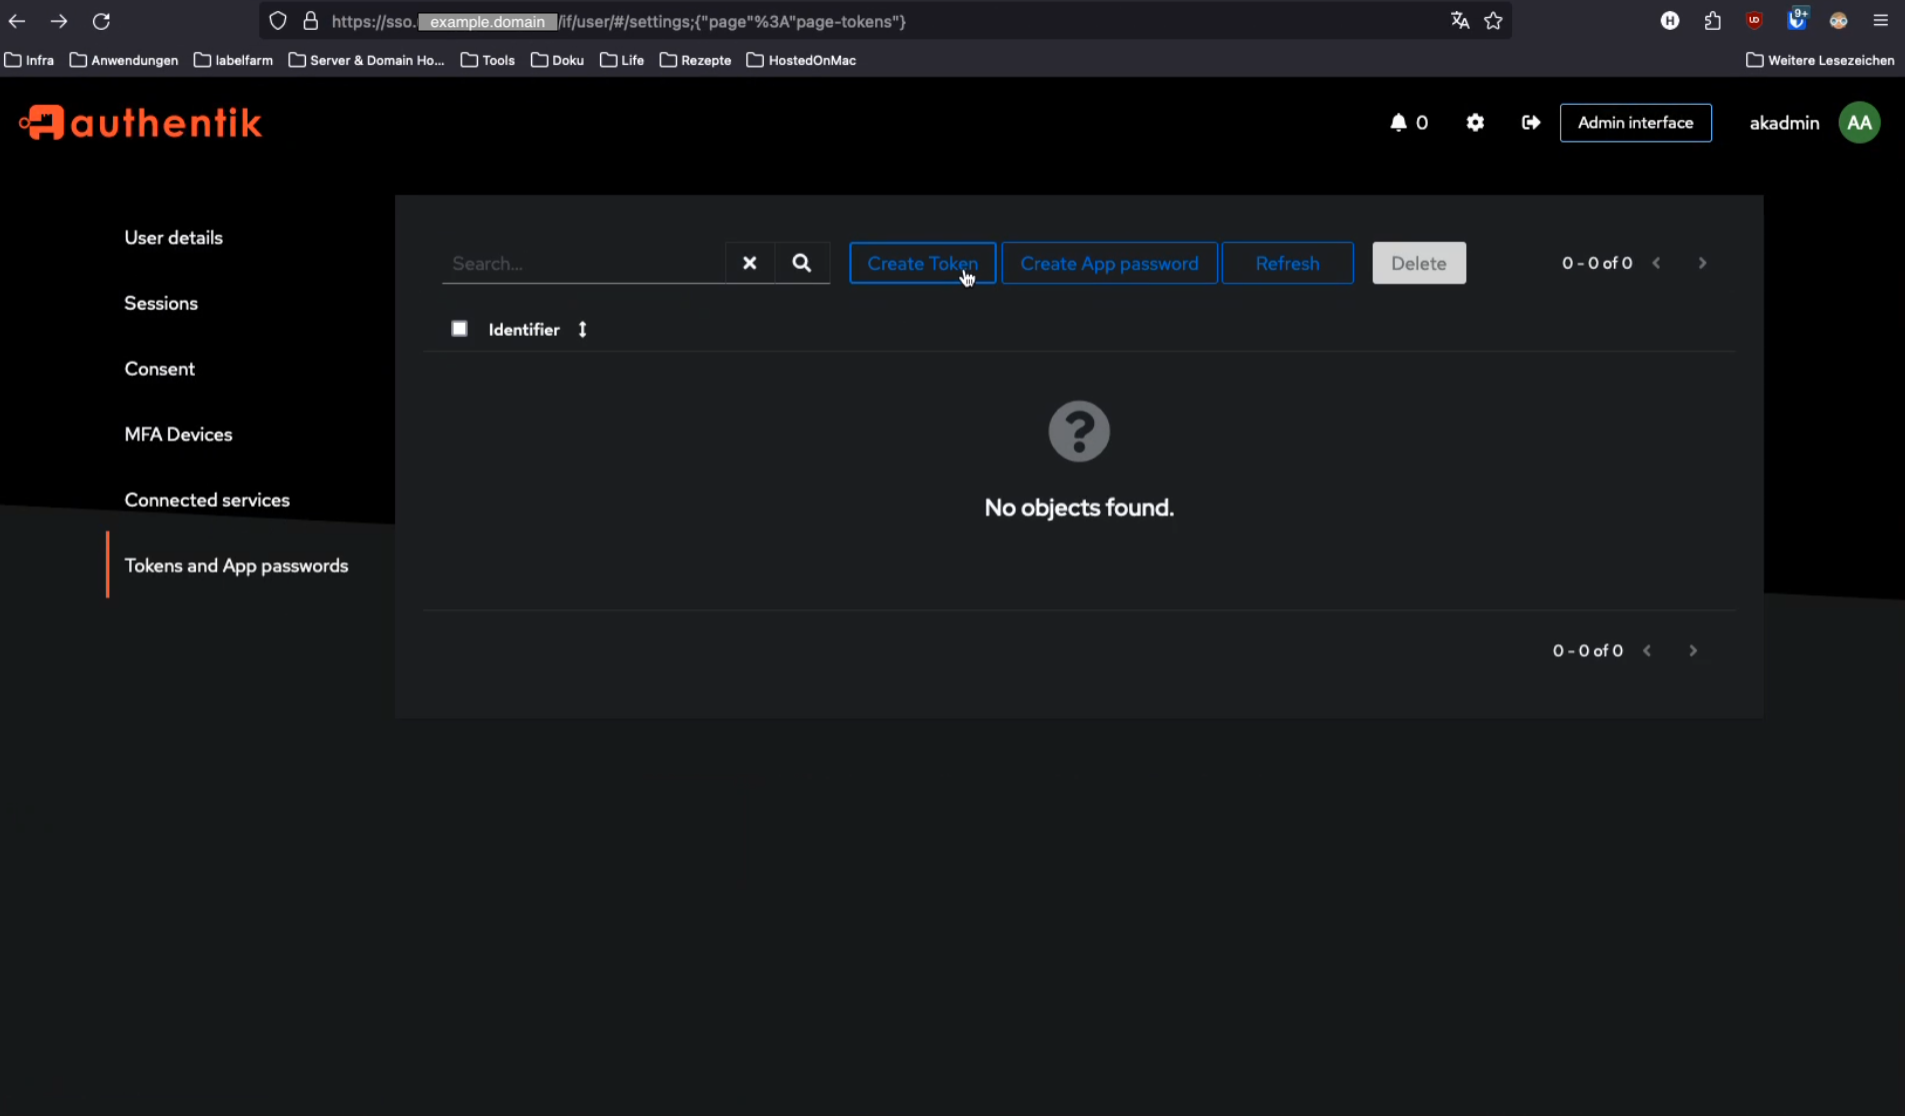 https://sso. example.domain /if/user/#/settings;{"page"%3A"page-tokens"}
9+
Infra Anwendungen labelfarm Server & Domain Ho... Tools Doku Life Rezepte HostedOnMac Weitere Lesezeichen
authentik
0 Admin interface akadmin AA
User details
Sessions
Consent
MFA Devices
Connected services
Tokens and App passwords
Search... Create Token Create App password Refresh Delete 0 - 0 of 0
Identifier
No objects found.
0 - 0 of 0